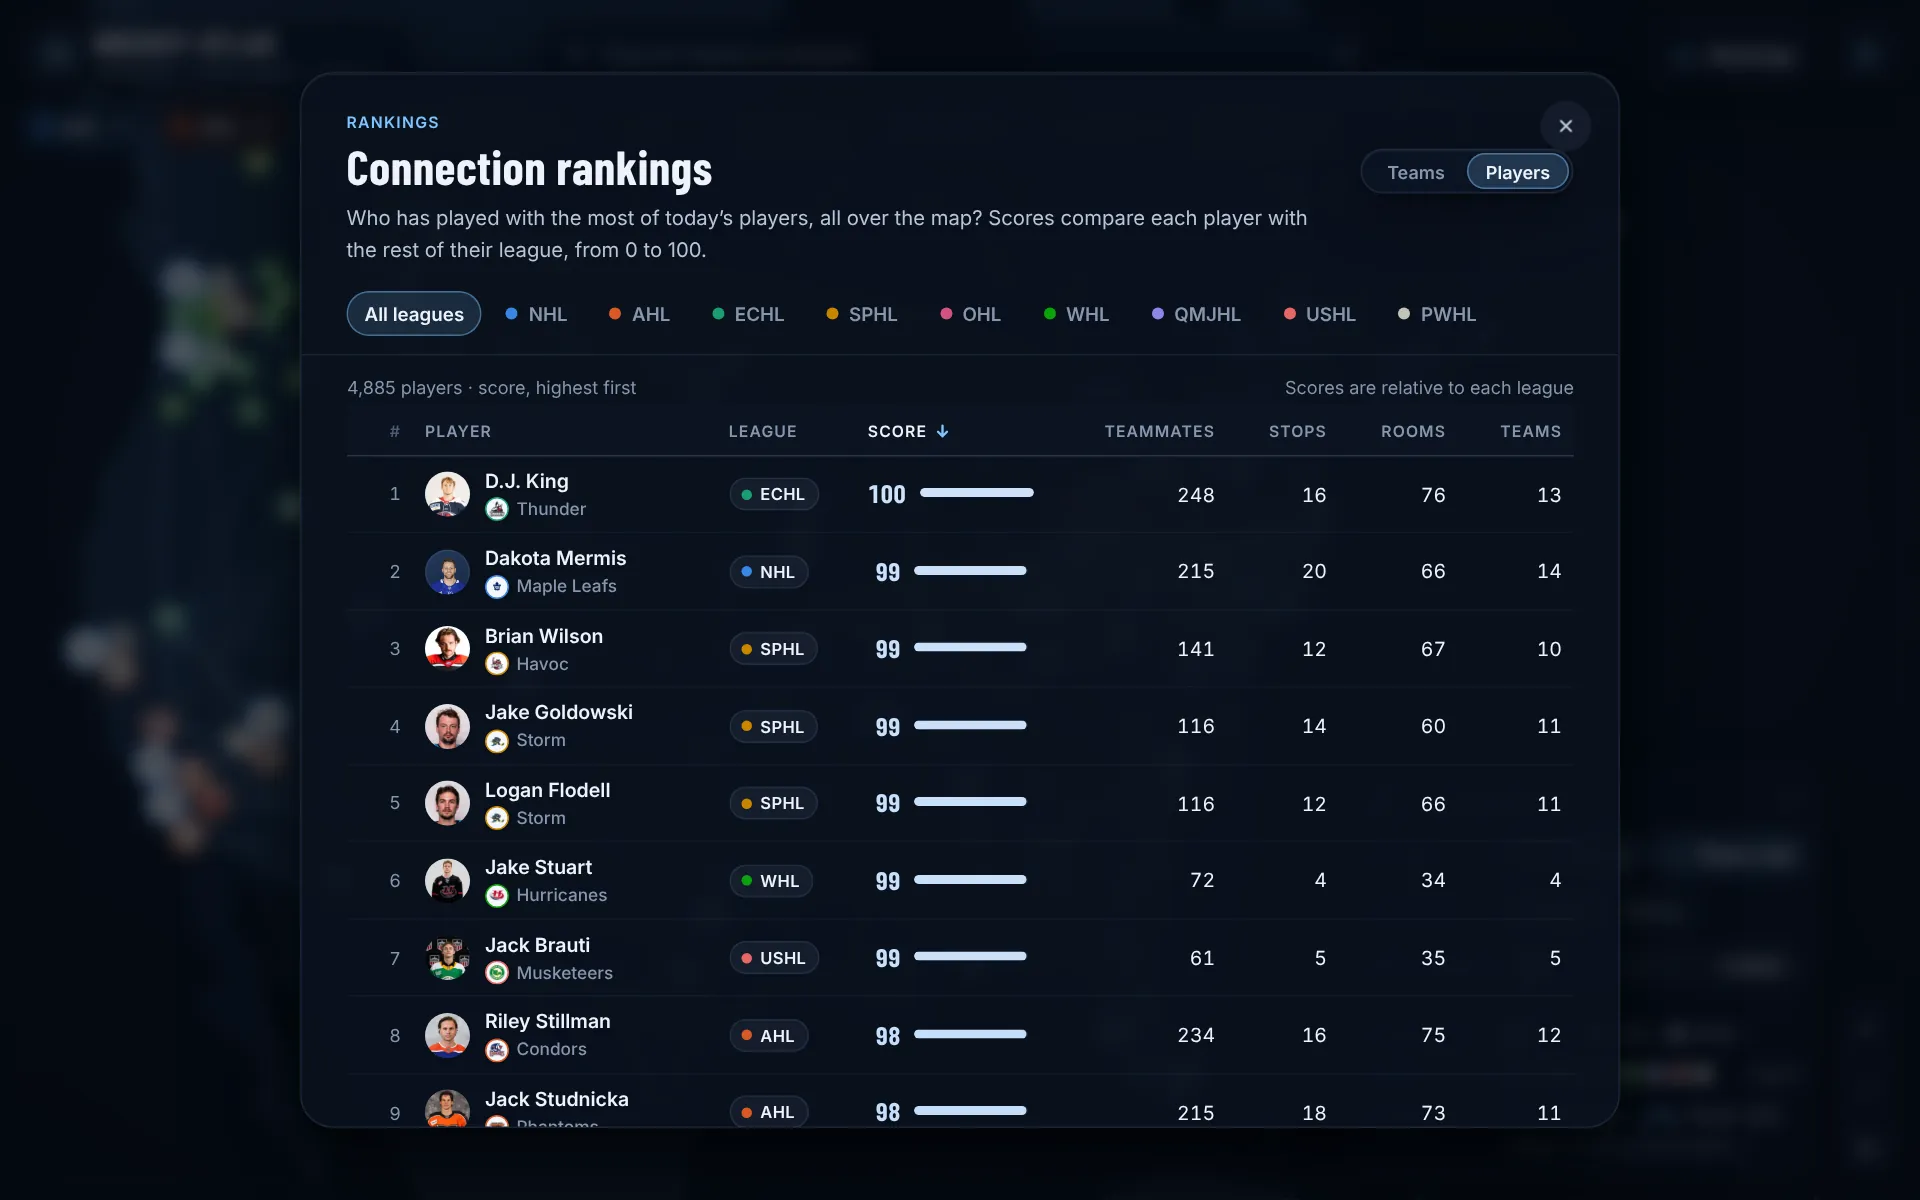 RANKINGS
Connection rankings
Who has played with the most of today's players, all over the map? Scores compare each player with
the rest of their league, from 0 to 100.
Teams Players
All leagues NHL AHL ECHL SPHL OHL WHL QMJHL USHL PWHL
4,885 players · score, highest first
Scores are relative to each league
# PLAYER LEAGUE SCORE ↓ TEAMMATES STOPS ROOMS TEAMS
1 D.J. King ECHL 100 248 16 76 13
Thunder
2 Dakota Mermis NHL 99 215 20 66 14
Maple Leafs
3 Brian Wilson SPHL 99 141 12 67 10
Havoc
4 Jake Goldowski SPHL 99 116 14 60 11
Storm
5 Logan Flodell SPHL 99 116 12 66 11
Storm
6 Jake Stuart WHL 99 72 4 34 4
Hurricanes
7 Jack Brauti USHL 99 61 5 35 5
Musketeers
8 Riley Stillman AHL 98 234 16 75 12
Condors
9 Jack Studnicka AHL 98 215 18 73 11
Phantoms